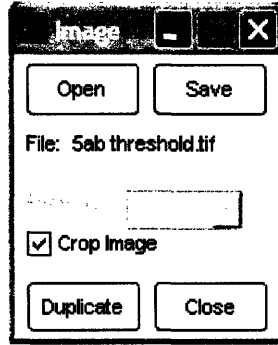 Image
Open Save
File: 5ab threshold.tif
Crop Image
Duplicate Close